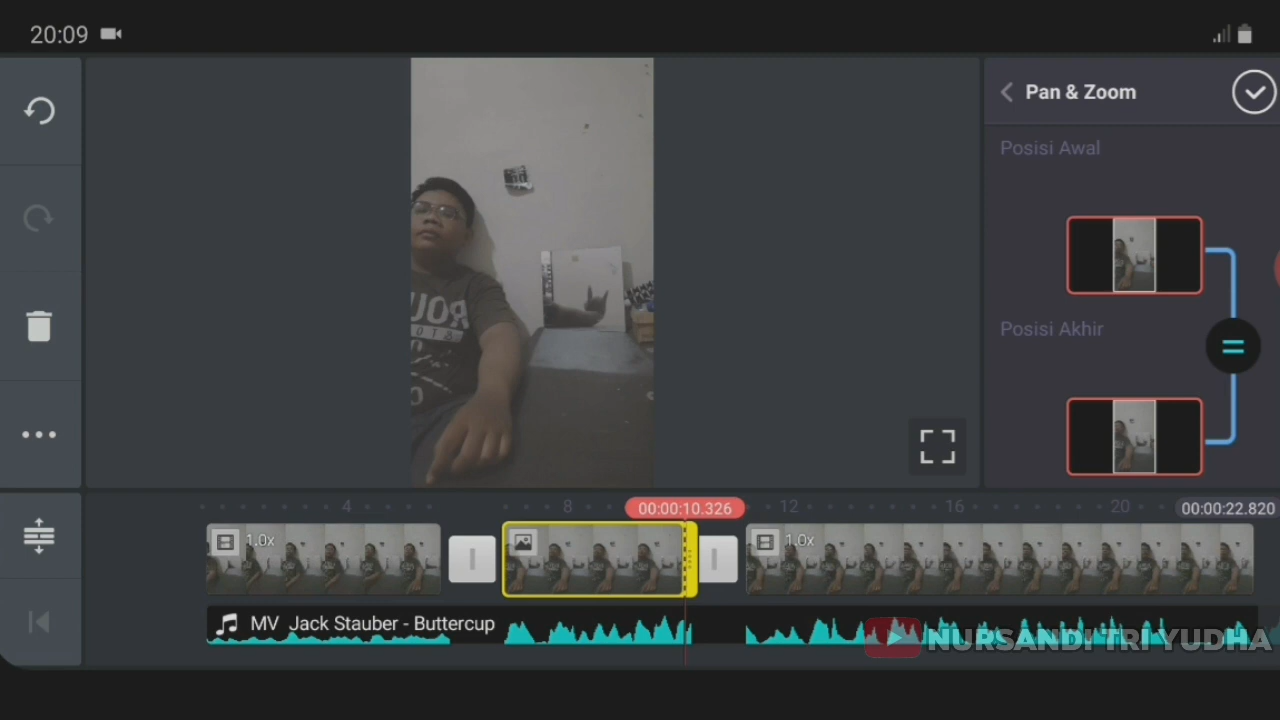 20:09
Pan & Zoom
Posisi Awal
Posisi Akhir
4
8
00:00:10.326
12
16
20
00:00:22.820
1.0x
1.0x
MV Jack Stauber - Buttercup
NURSANDI TRI YUDHA